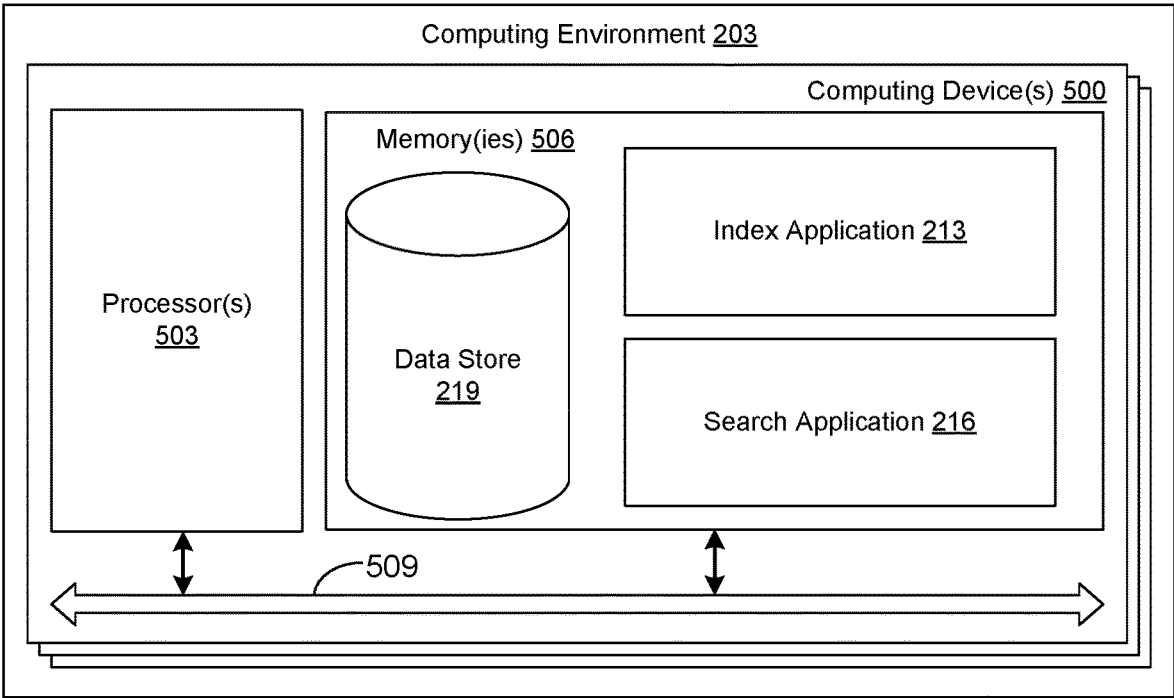 Computing Environment 203
Computing Device(s) 500
Memory(ies) 506
Index Application 213
Processor(s)
503
Data Store
219
Search Application 216
509